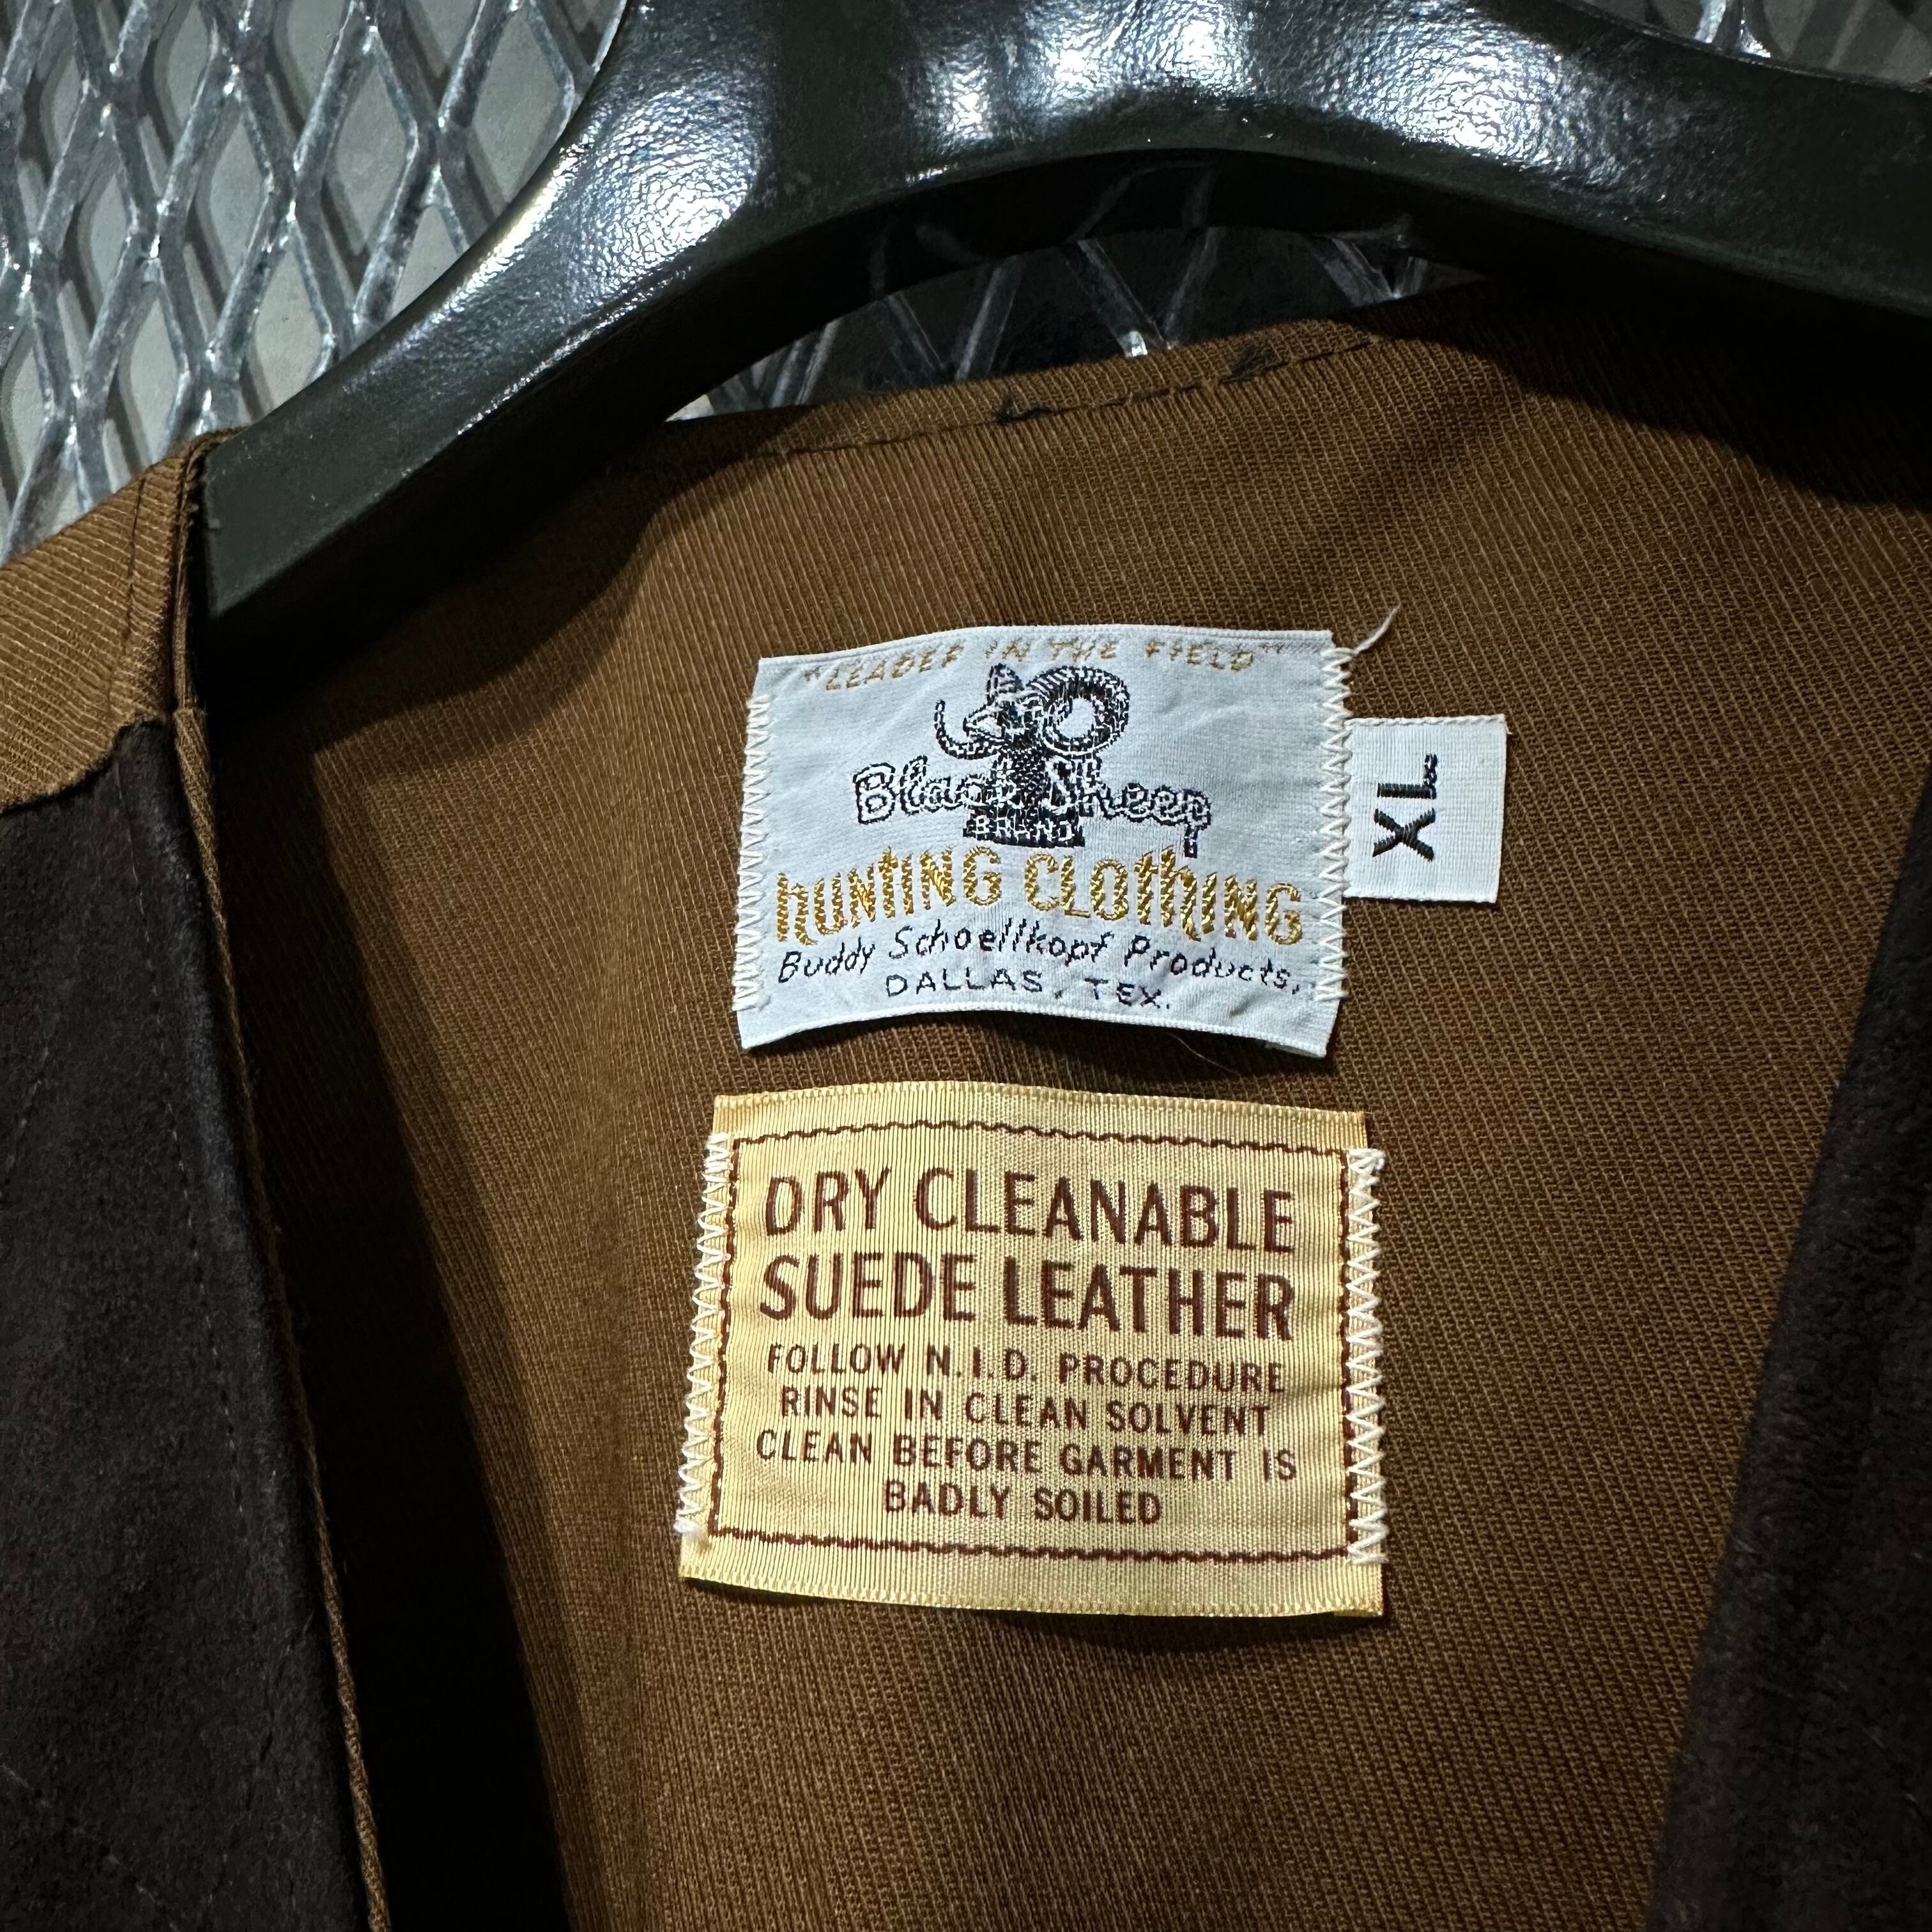 "LEADER IN THE FIELD"
Black Sheep
BRAND
hUNtING CLOthING
Buddy Schoellkopf Products,
DALLAS, TEX.
XL
DRY CLEANABLE
SUEDE LEATHER
FOLLOW N.I.D. PROCEDURE
RINSE IN CLEAN SOLVENT
CLEAN BEFORE GARMENT IS
BADLY SOILED